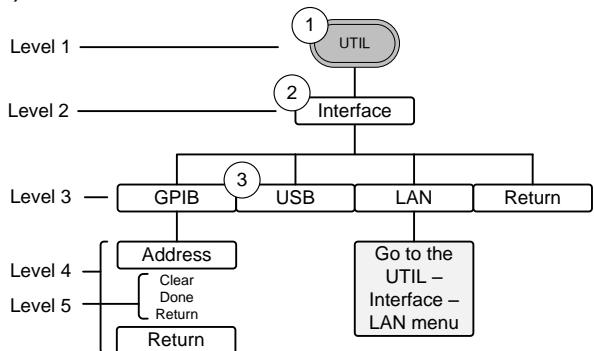 1
Level 1
UTIL
2
Level 2
Interface
3
Level 3
GPIB
USB
LAN
Return
Level 4
Address
Level 5
Clear
Done
Return
Return
Go to the
UTIL –
Interface –
LAN menu